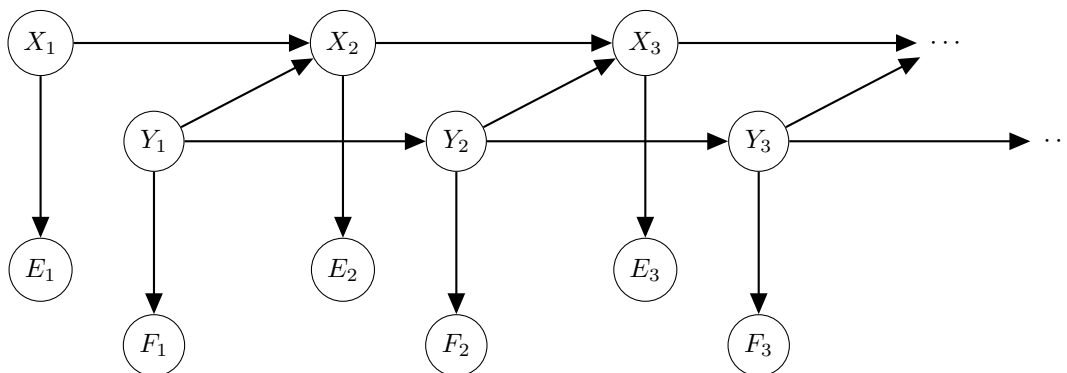 X₁ X₂ X₃ ⋯
Y₁ Y₂ Y₃ ⋯
E₁ E₂ E₃
F₁ F₂ F₃